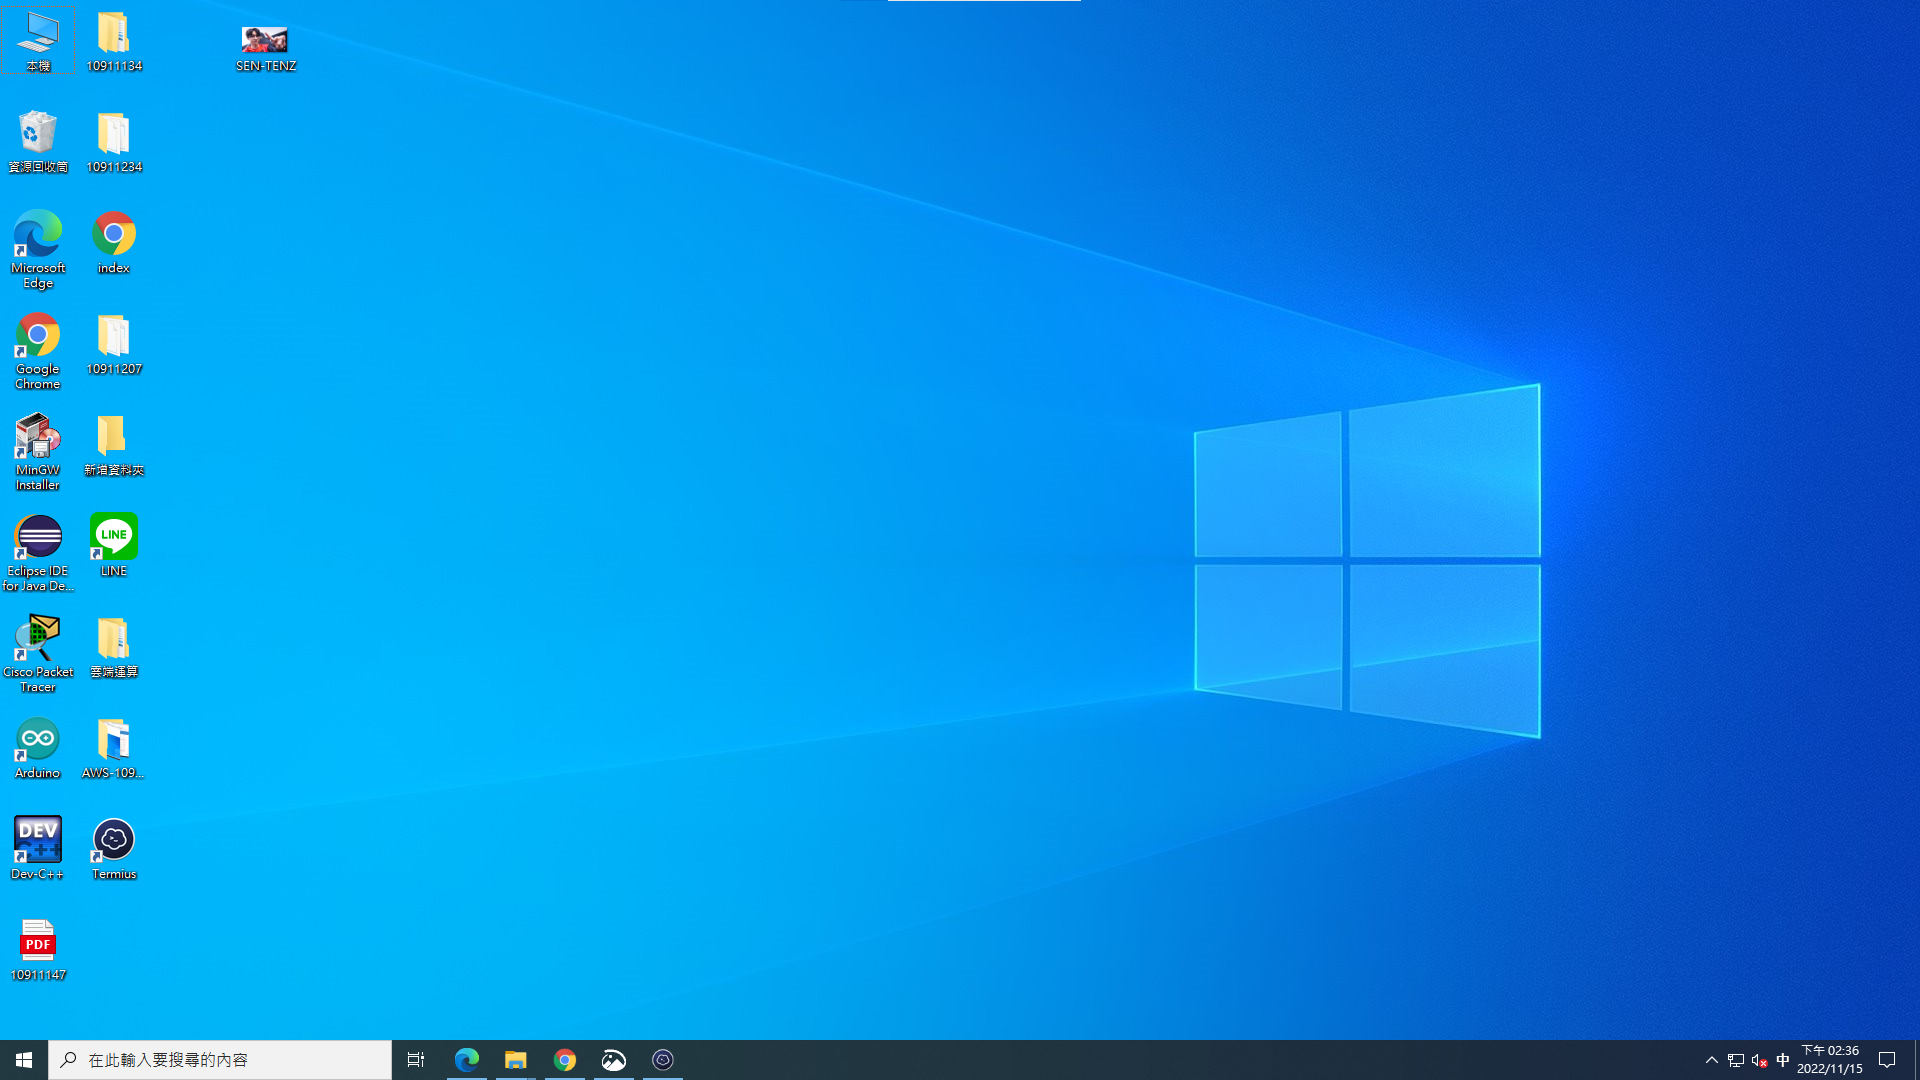 本機
資源回收筒
Microsoft
Edge
Google
Chrome
MinGW
Installer
Eclipse IDE
for Java De...
Cisco Packet
Tracer
Arduino
DEV
C++
Dev-C++
PDF
10911147
10911134
10911234
index
10911207
新增資料夾
LINE
LINE
雲端運算
AWS-109...
Termius
SEN-TENZ
在此輸入要搜尋的內容
中
下午 02:36
2022/11/15